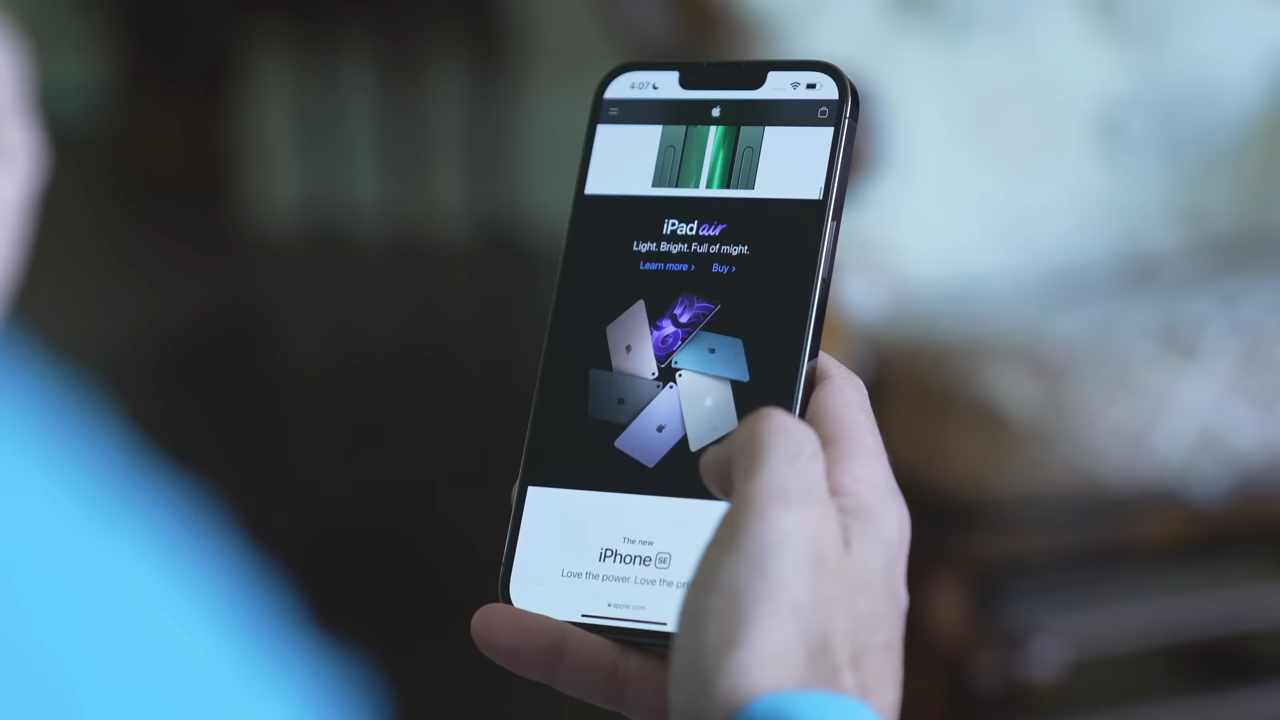 4:07
iPad air
Light. Bright. Full of might.
Learn more > Buy >
The new
iPhone SE
Love the power. Love the
apple.com